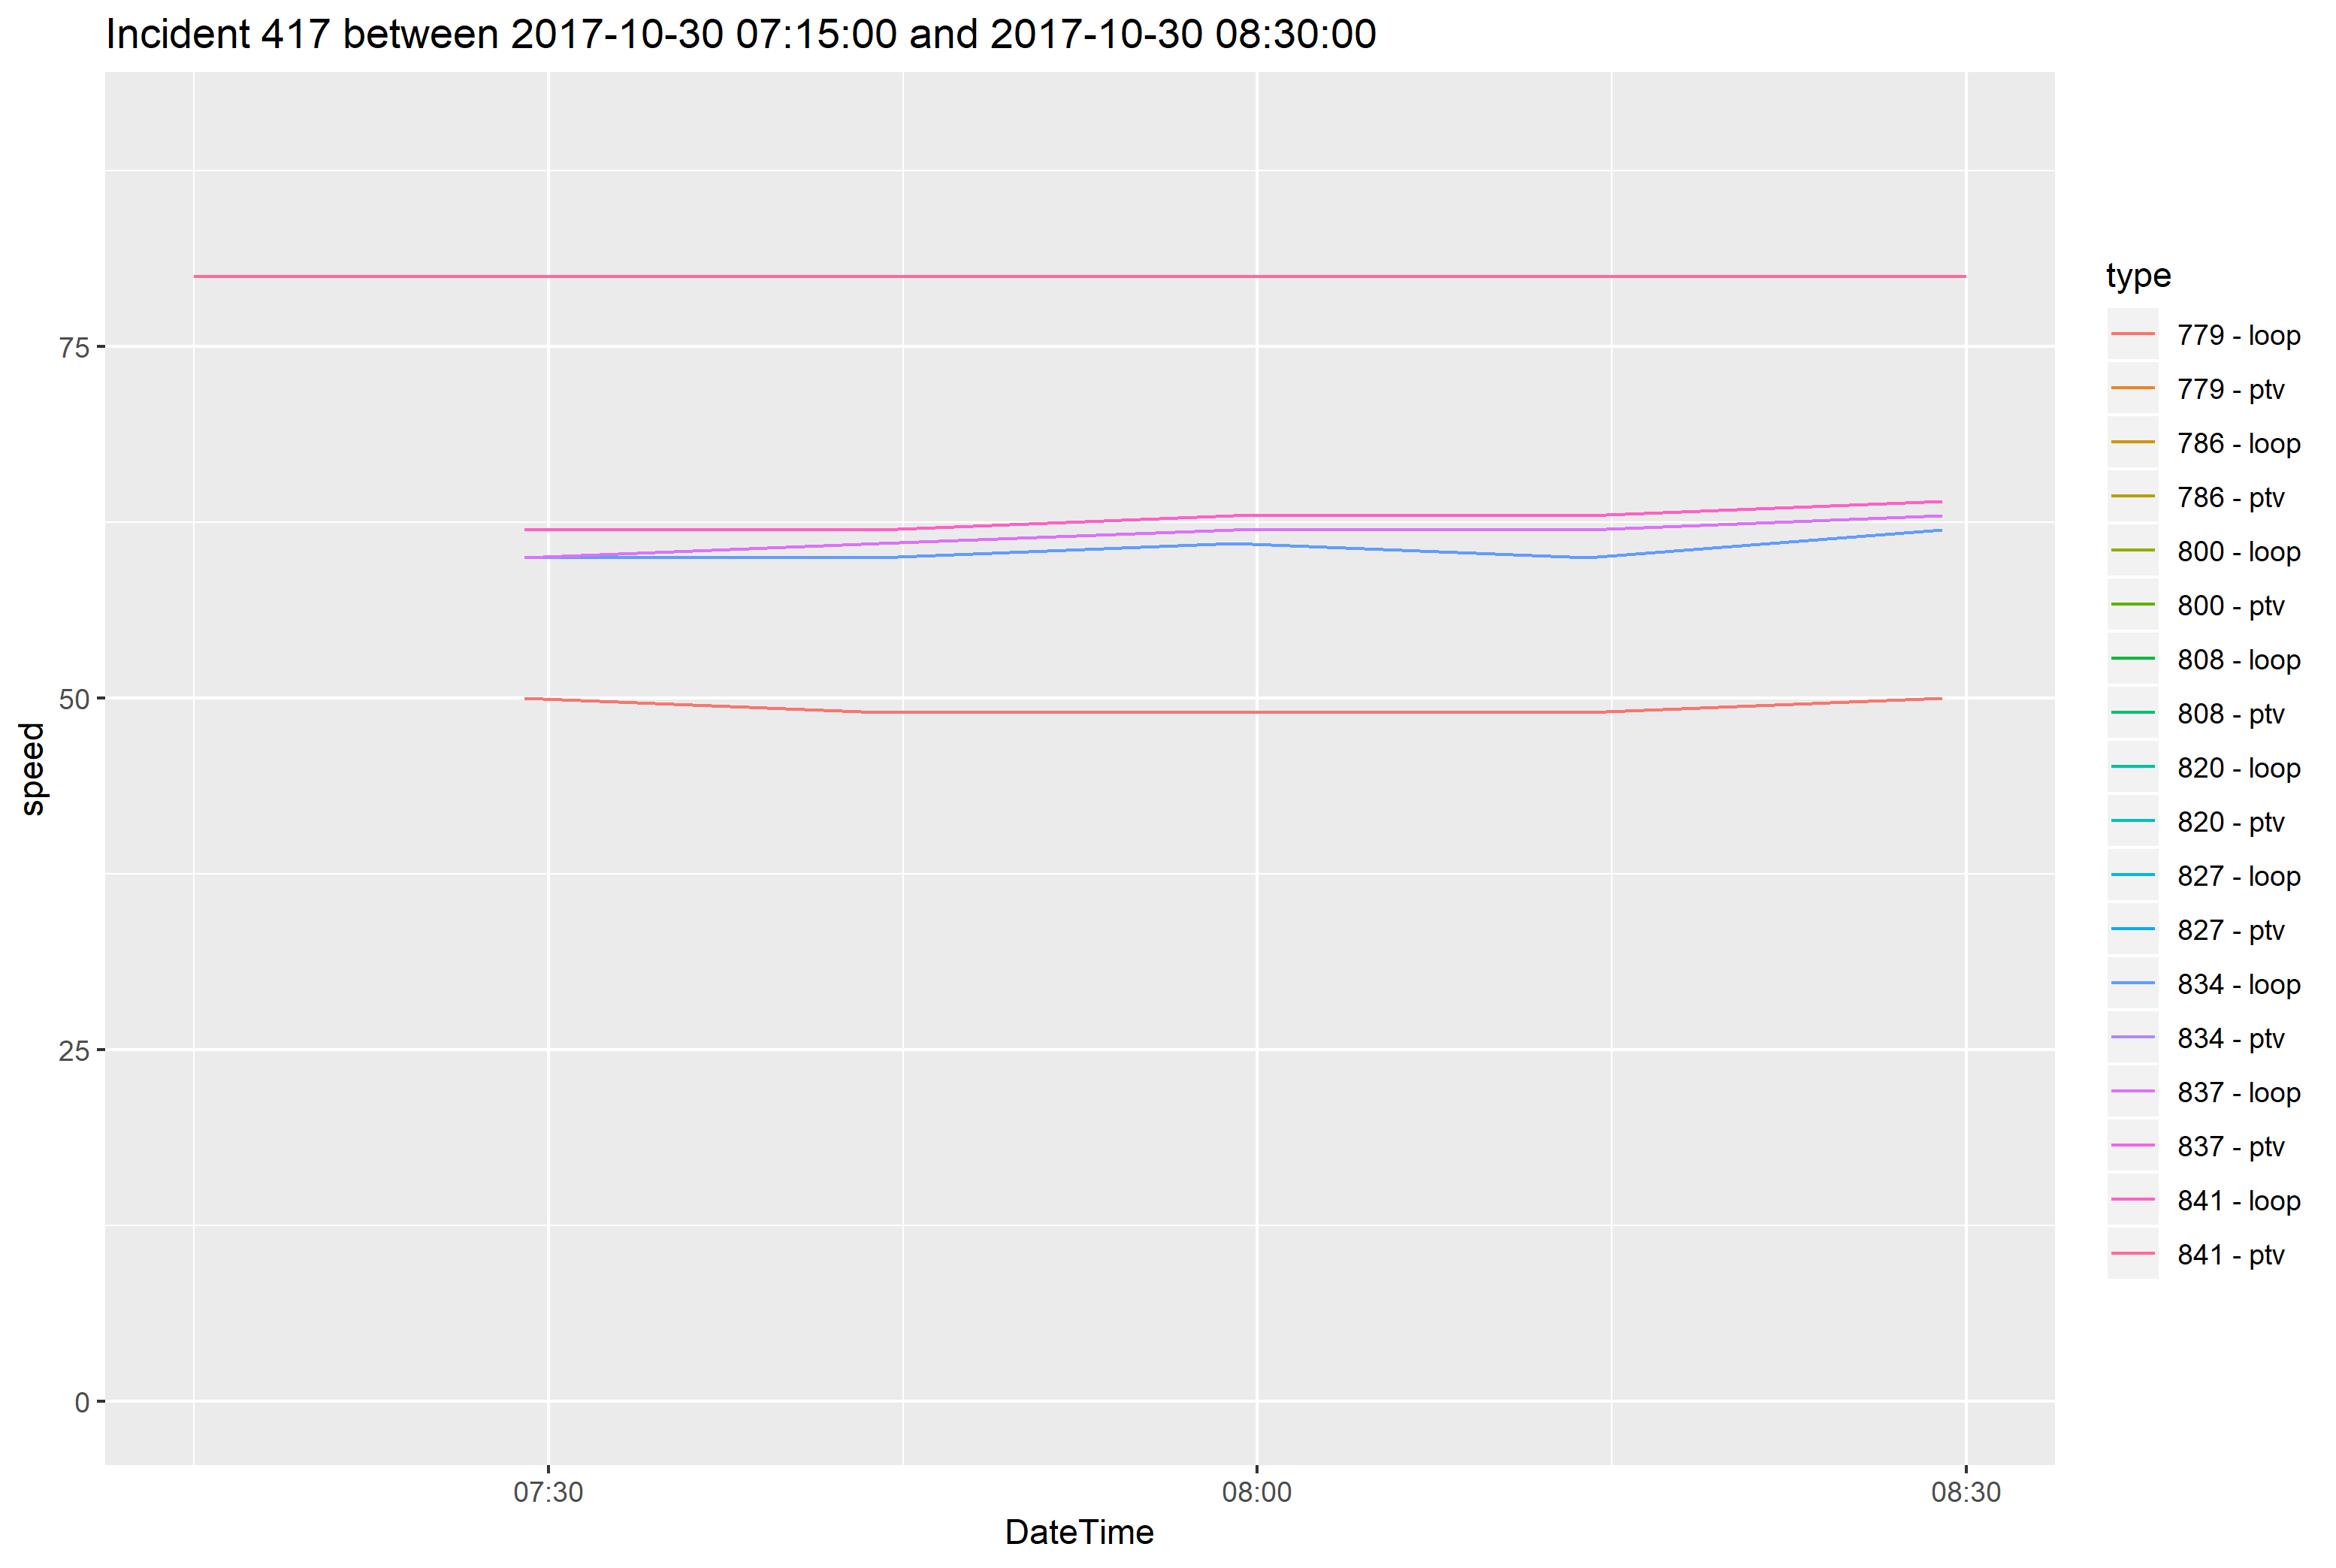 Incident 417 between 2017-10-30 07:15:00 and 2017-10-30 08:30:00
75
50
25
0
speed
07:30
08:00
08:30
DateTime
type
779 - loop
779 - ptv
786 - loop
786 - ptv
800 - loop
800 - ptv
808 - loop
808 - ptv
820 - loop
820 - ptv
827 - loop
827 - ptv
834 - loop
834 - ptv
837 - loop
837 - ptv
841 - loop
841 - ptv